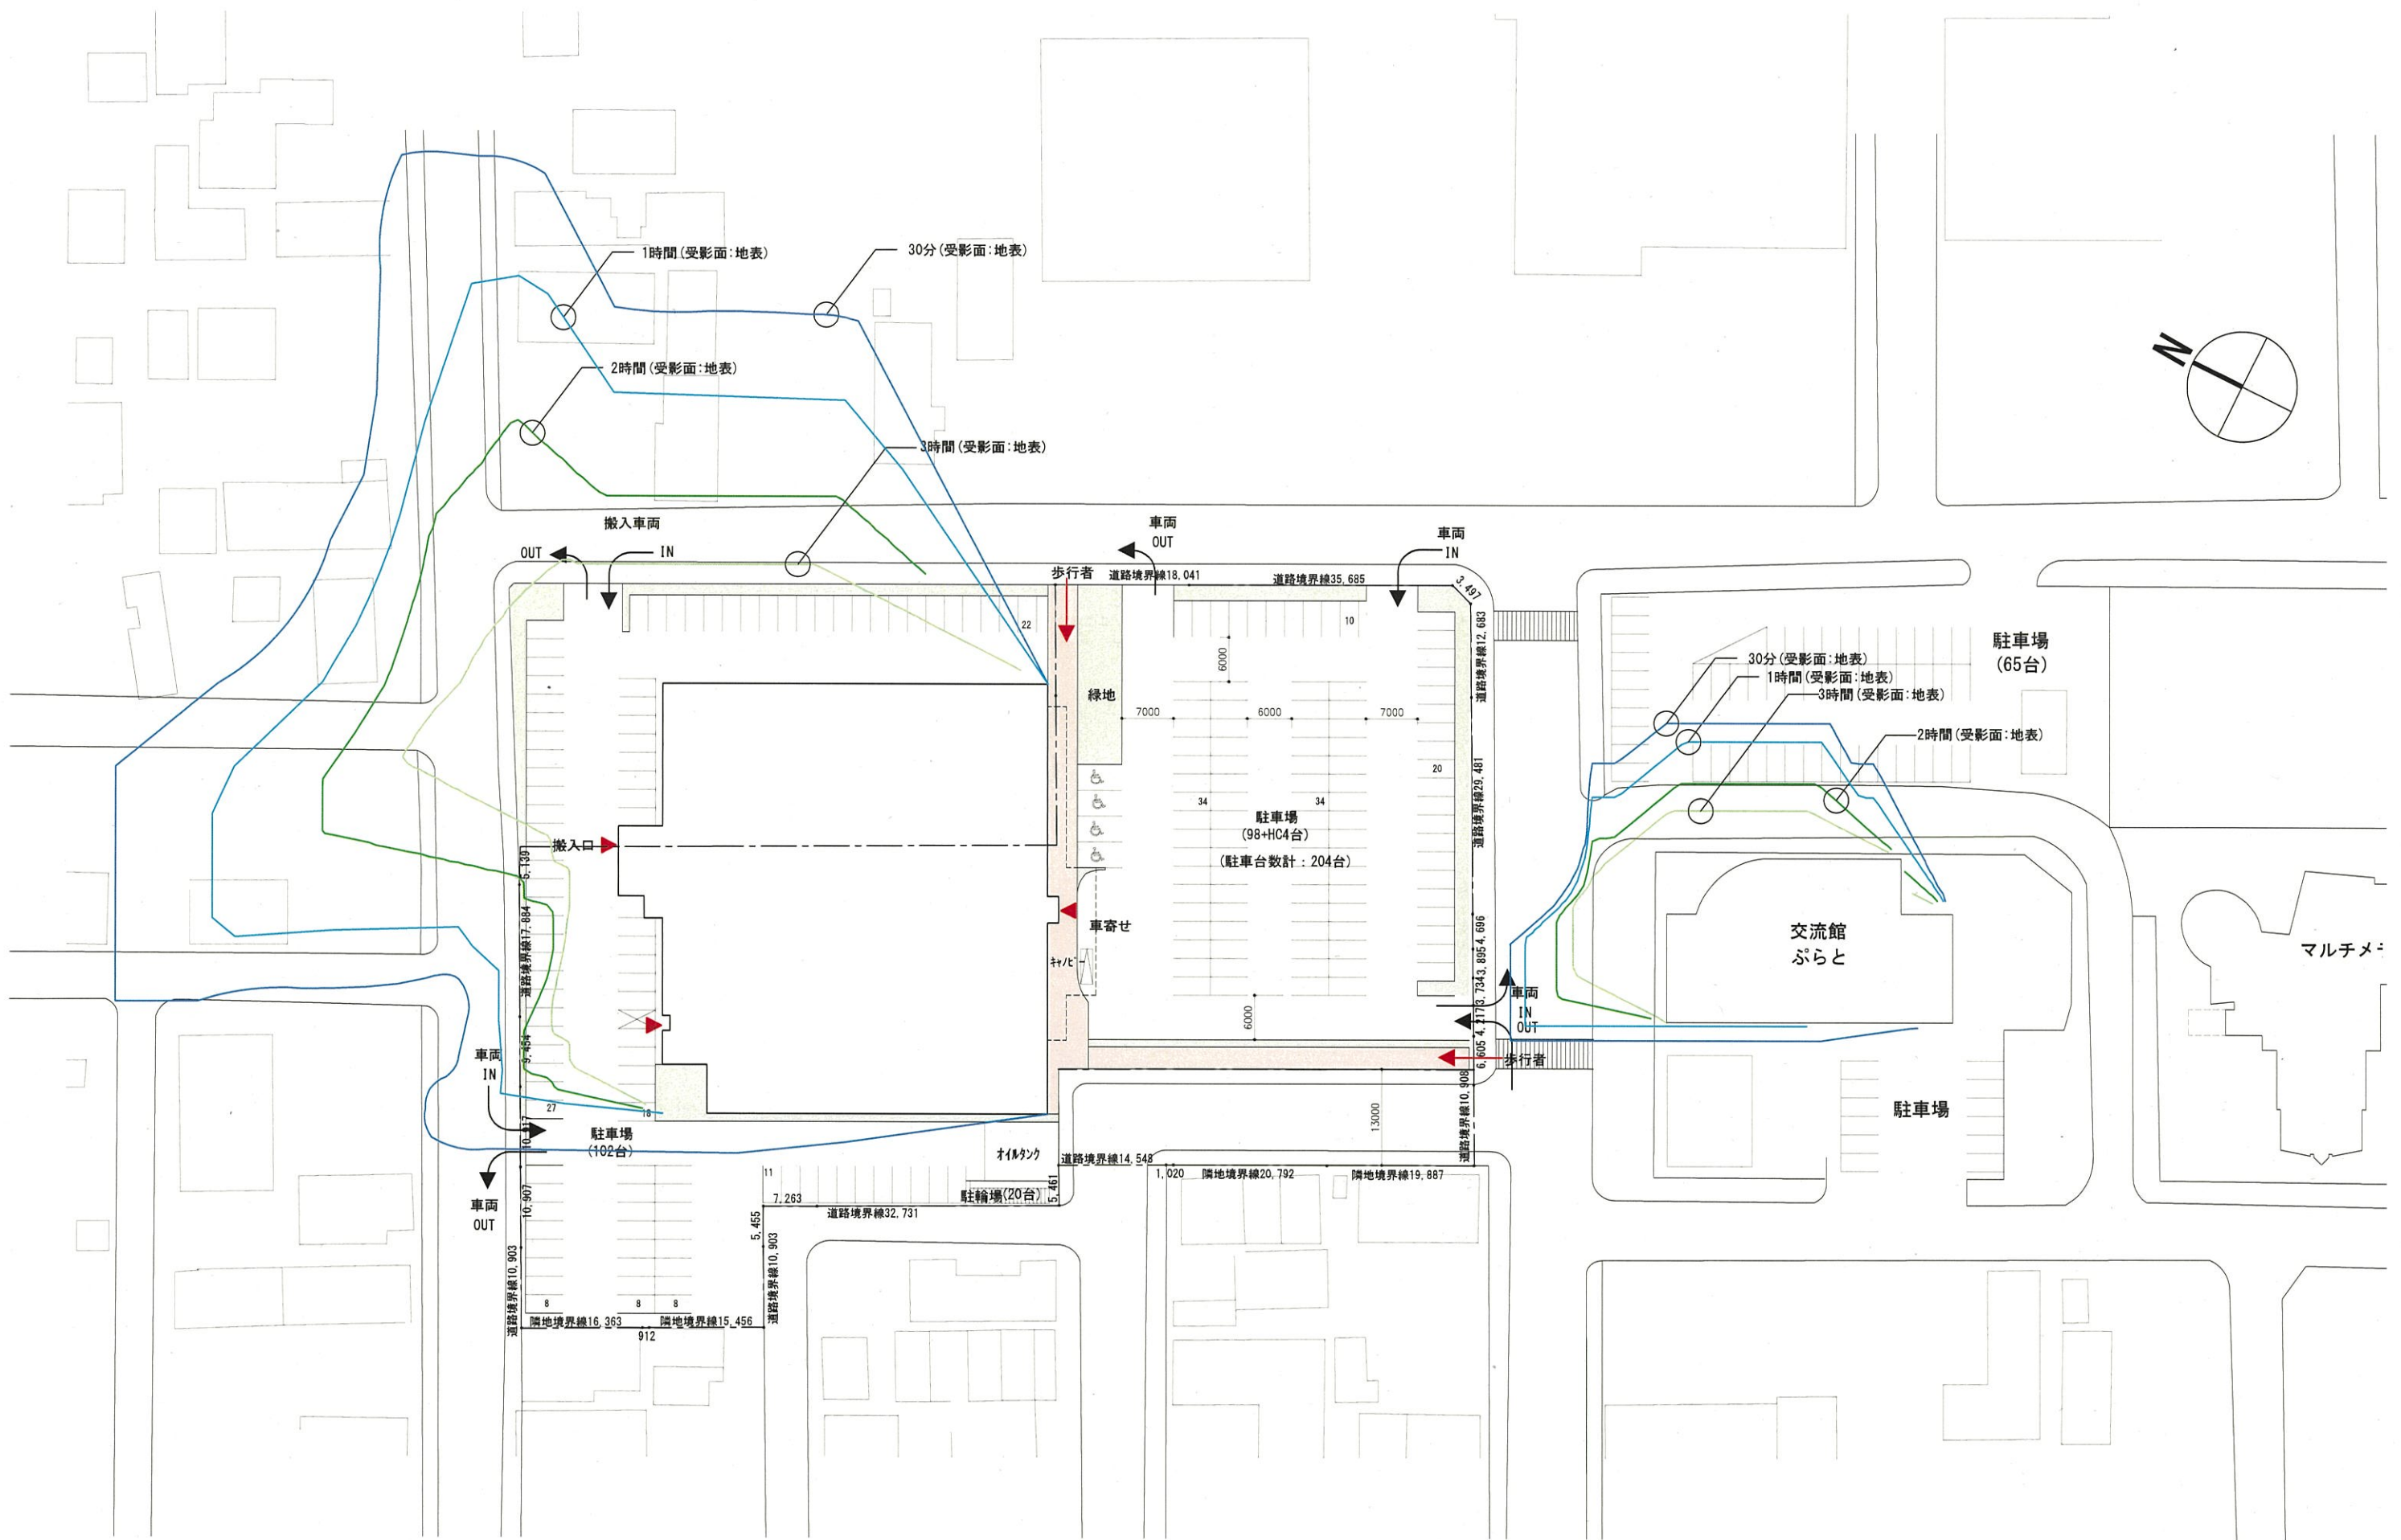 1時間(受影面:地表)
30分(受影面:地表)
2時間(受影面:地表)
3時間(受影面:地表)
N
搬入車両
OUT
IN
車両
OUT
車両
IN
歩行者
道路境界線18,041
道路境界線35,685
3,497
22
10
道路境界線12,683
6000
緑地
7000
6000
7000
20
道路境界線29,481
34
34
駐車場
(98+HC4台)
(駐車台数計：204台)
搬入口
5,139
道路境界線17,884
9,454
車寄せ
キャノピー
4,696
3,895
3,734
4,217
6,605
6000
車両
IN
OUT
歩行者
道路境界線10,908
13000
車両
IN
27
18
10,917
駐車場
(102台)
車両
OUT
10,907
道路境界線10,903
11
7,263
オイルタンク
駐輪場(20台)
5,461
道路境界線14,548
1,020
隣地境界線20,792
隣地境界線19,887
道路境界線32,731
5,455
道路境界線10,903
8
8
8
隣地境界線16,363
912
隣地境界線15,456
駐車場
(65台)
30分(受影面:地表)
1時間(受影面:地表)
3時間(受影面:地表)
2時間(受影面:地表)
交流館
ぷらと
マルチメ
駐車場